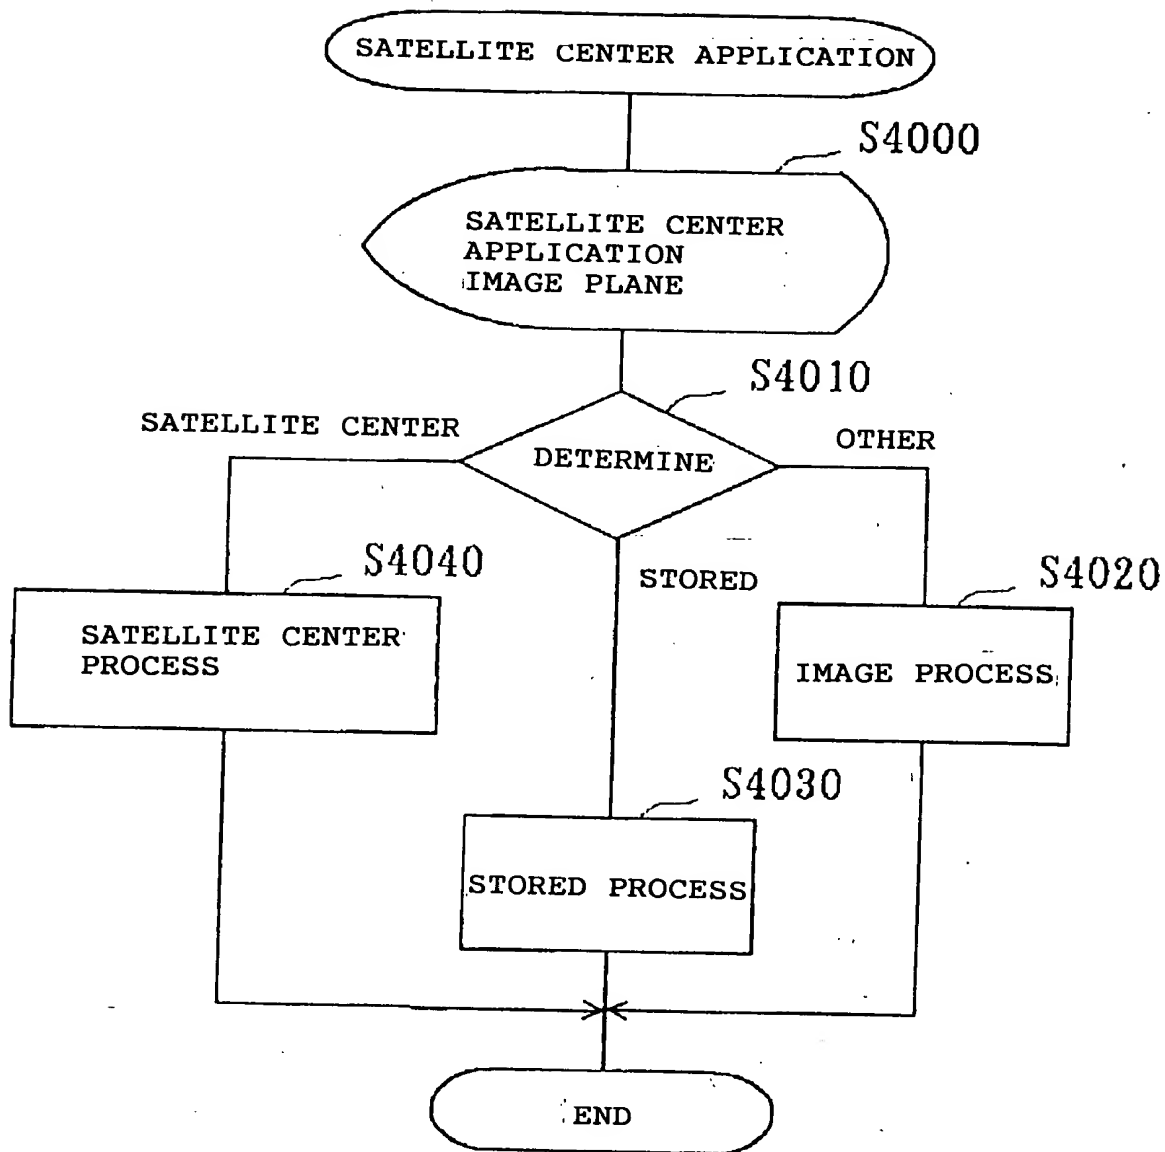 SATELLITE CENTER APPLICATION
S4000
SATELLITE CENTER
APPLICATION
IMAGE PLANE
S4010
SATELLITE CENTER
DETERMINE
OTHER
S4040
STORED
S4020
SATELLITE CENTER
PROCESS
IMAGE PROCESS
S4030
STORED PROCESS
END